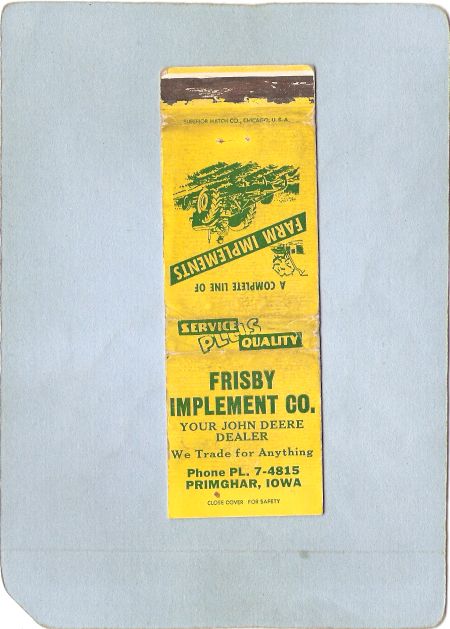 SUPERIOR MATCH CO., CHICAGO, U.S.A.
A COMPLETE LINE OF
FARM IMPLEMENTS
SERVICE
PLUS
QUALITY
FRISBY
IMPLEMENT CO.
YOUR JOHN DEERE
DEALER
We Trade for Anything
Phone PL. 7-4815
PRIMGHAR, IOWA
CLOSE COVER FOR SAFETY